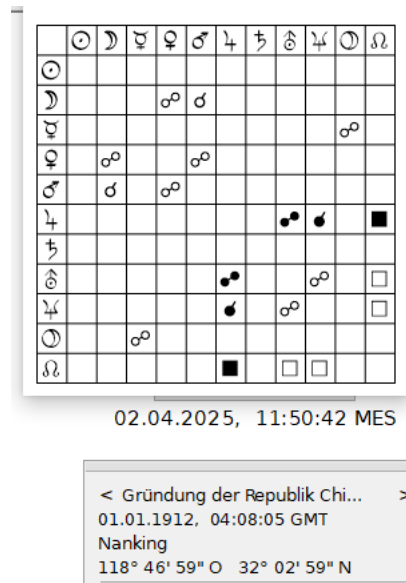 02.04.2025, 11:50:42 MES
< Gründung der Republik Chi... >
01.01.1912, 04:08:05 GMT
Nanking
118° 46' 59" O 32° 02' 59" N